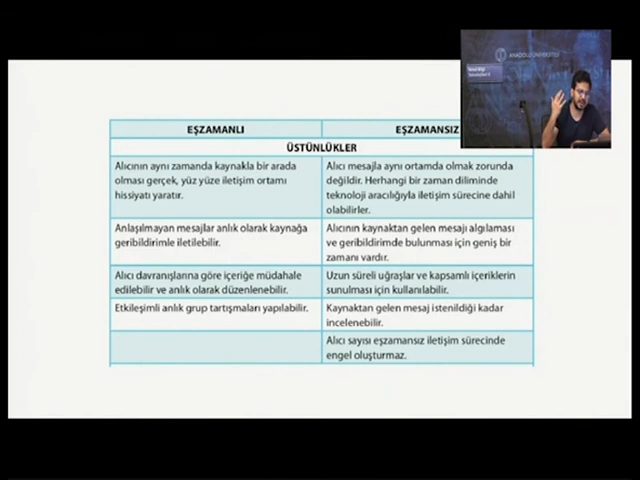 ANADOLU ÜNİVERSİTESİ
EŞZAMANLI
EŞZAMANSIZ
ÜSTÜNLÜKLER
Alıcının aynı zamanda kaynakla bir arada
olması gerçek, yüz yüze iletişim ortamı
hissiyatı yaratır.
Alıcı mesajla aynı ortamda olmak zorunda
değildir. Herhangi bir zaman diliminde
teknoloji aracılığıyla iletişim sürecine dahil
olabilirler.
Anlaşılmayan mesajlar anlık olarak kaynağa
geribildirimle iletilebilir.
Alıcının kaynaktan gelen mesajı algılaması
ve geribildirimde bulunması için geniş bir
zamanı vardır.
Alıcı davranışlarına göre içeriğe müdahale
edilebilir ve anlık olarak düzenlenebilir.
Uzun süreli uğraşlar ve kapsamlı içeriklerin
sunulması için kullanılabilir.
Etkileşimli anlık grup tartışmaları yapılabilir.
Kaynaktan gelen mesaj istenildiği kadar
incelenebilir.
Alıcı sayısı eşzamansız iletişim sürecinde
engel oluşturmaz.